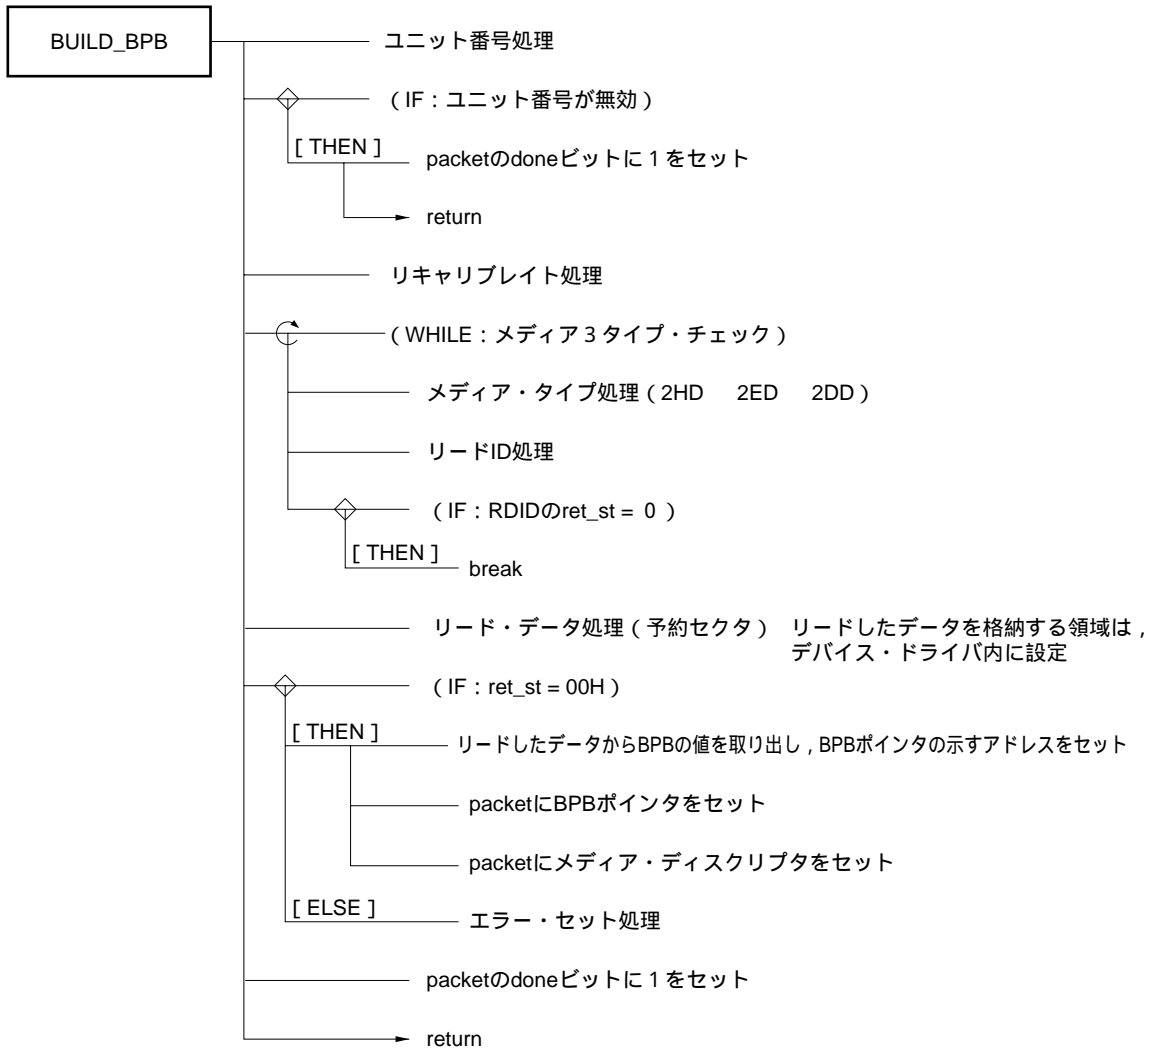 BUILD_BPB
ユニット番号処理
（IF：ユニット番号が無効）
[ THEN ]
packetのdoneビットに１をセット
return
リキャリブレイト処理
（WHILE：メディア３タイプ・チェック）
メディア・タイプ処理（2HD　2ED　2DD）
リードID処理
（IF：RDIDのret_st = ０）
[ THEN ]
break
リード・データ処理（予約セクタ）　リードしたデータを格納する領域は，
デバイス・ドライバ内に設定
（IF：ret_st = 00H）
[ THEN ]
リードしたデータからBPBの値を取り出し，BPBポインタの示すアドレスをセット
packetにBPBポインタをセット
packetにメディア・ディスクリプタをセット
[ ELSE ]
エラー・セット処理
packetのdoneビットに１をセット
return